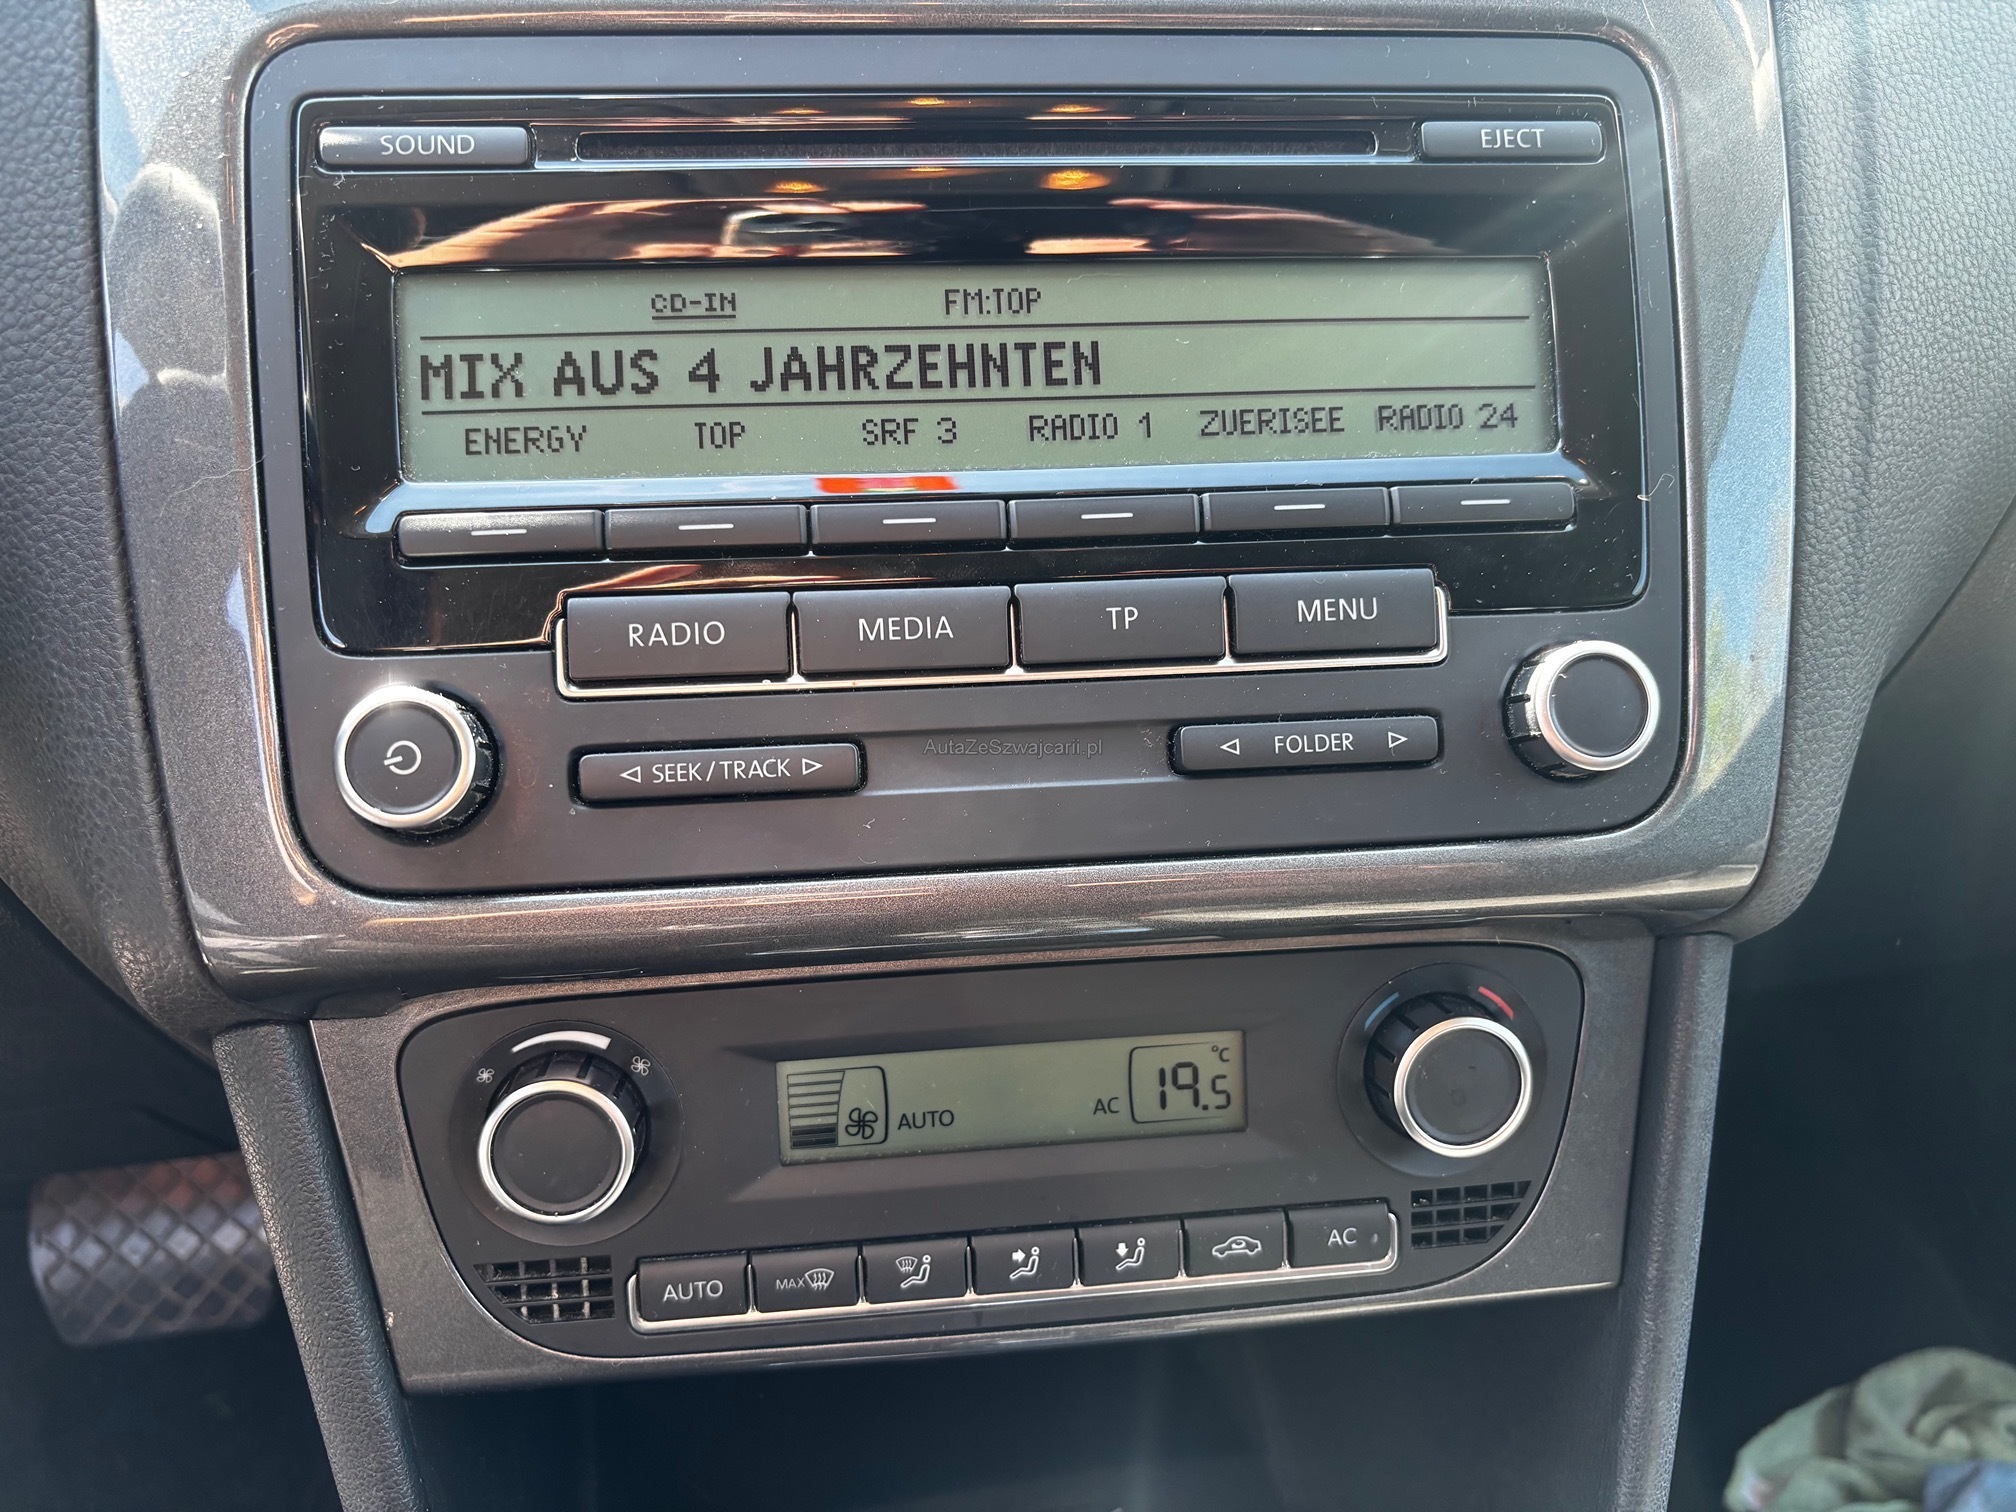 SOUND
EJECT
CD-IN FM:TOP
MIX AUS 4 JAHRZEHNTEN
ENERGY TOP SRF 3 RADIO 1 ZUERISEE RADIO 24
RADIO MEDIA TP MENU
SEEK / TRACK
FOLDER
AutaZeSzwajcarii.pl
AUTO AC 19.5 °C
AUTO MAX AC